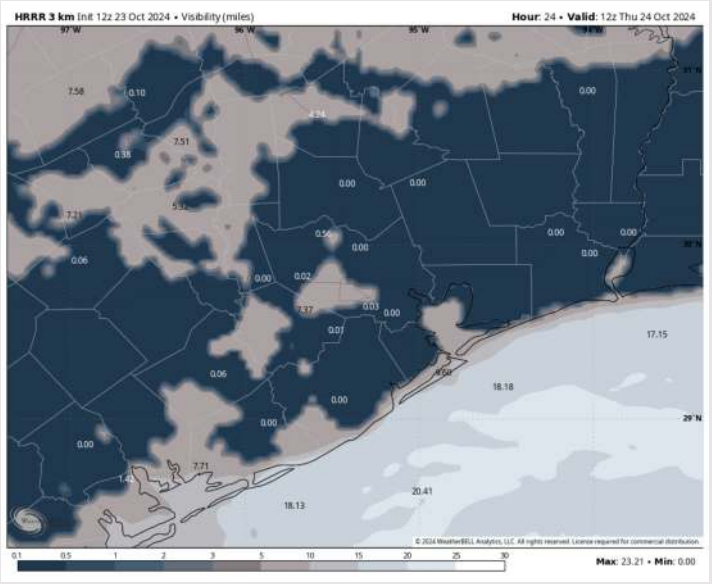 HRRR 3 km Init 12z 23 Oct 2024 • Visibility (miles)
Hour: 24 • Valid: 12z Thu 24 Oct 2024
97°W 96°W 95°W 94°W
31°N
7.58 0.10 0.00
4.24
7.51
0.38
0.00 0.00
7.21
0.56 0.00 0.00
0.00 30°N
0.06 0.00
0.00 0.02
7.37 0.03 0.00
0.01 17.15
0.06 9.60
18.18
0.00
0.00 29°N
0.00
7.71
1.42
20.41
18.13
© 2024 WeatherBELL Analytics, LLC. All rights reserved. License required for commercial distribution.
0.1 0.5 1 2 3 5 10 15 20 25 30
Max: 23.21 • Min: 0.00